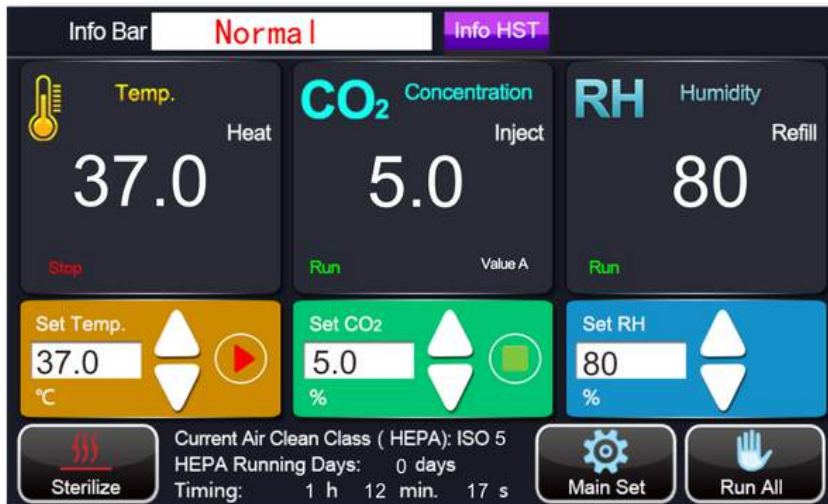 Info Bar Normal Info HST
Temp.
Heat
37.0
Stop
CO₂ Concentration
Inject
5.0
Run Value A
RH Humidity
Refill
80
Run
Set Temp.
37.0
℃
Set CO₂
5.0
%
Set RH
80
%
Sterilize
Current Air Clean Class ( HEPA): ISO 5
HEPA Running Days: 0 days
Timing: 1 h 12 min. 17 s
Main Set
Run All